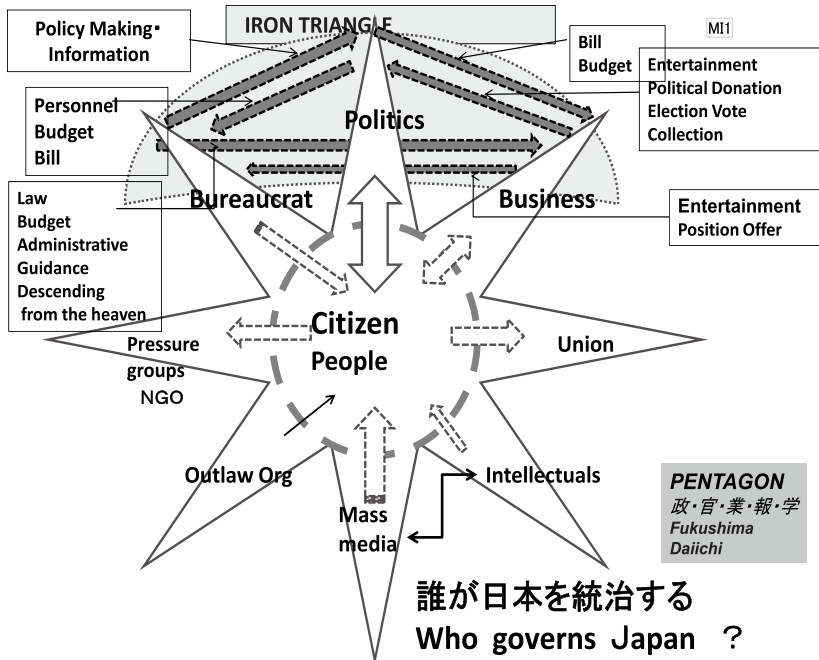 IRON TRIANGLE
MI1
Policy Making・
Information
Bill
Budget
Entertainment
Political Donation
Election Vote
Collection
Personnel
Budget
Bill
Politics
Bureaucrat
Business
Law
Budget
Administrative
Guidance
Descending
from the heaven
Entertainment
Position Offer
Citizen
People
Pressure
groups
NGO
Union
Outlaw Org
Intellectuals
Mass
media
PENTAGON
政・官・業・報・学
Fukushima
Daiichi
誰が日本を統治する
Who governs Japan ？